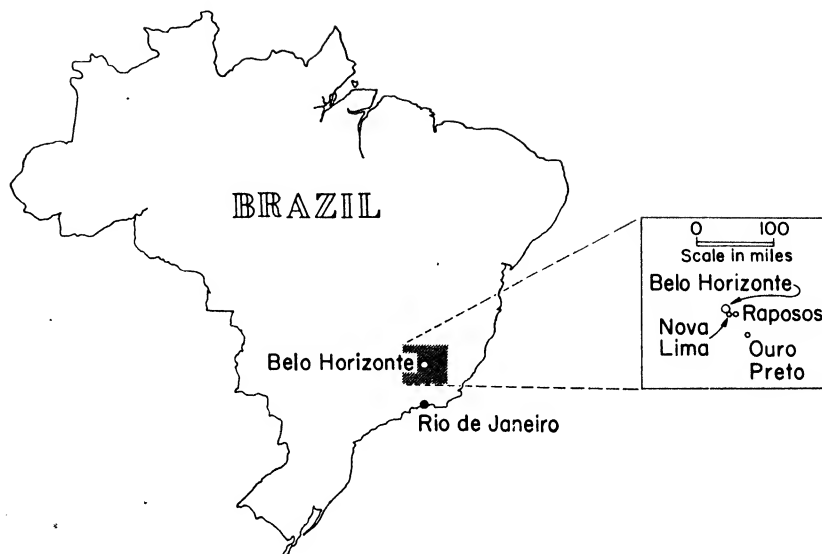 BRAZIL
Belo Horizonte
Rio de Janeiro
0 100
Scale in miles
Belo Horizonte
Raposos
Nova
Lima
Ouro
Preto